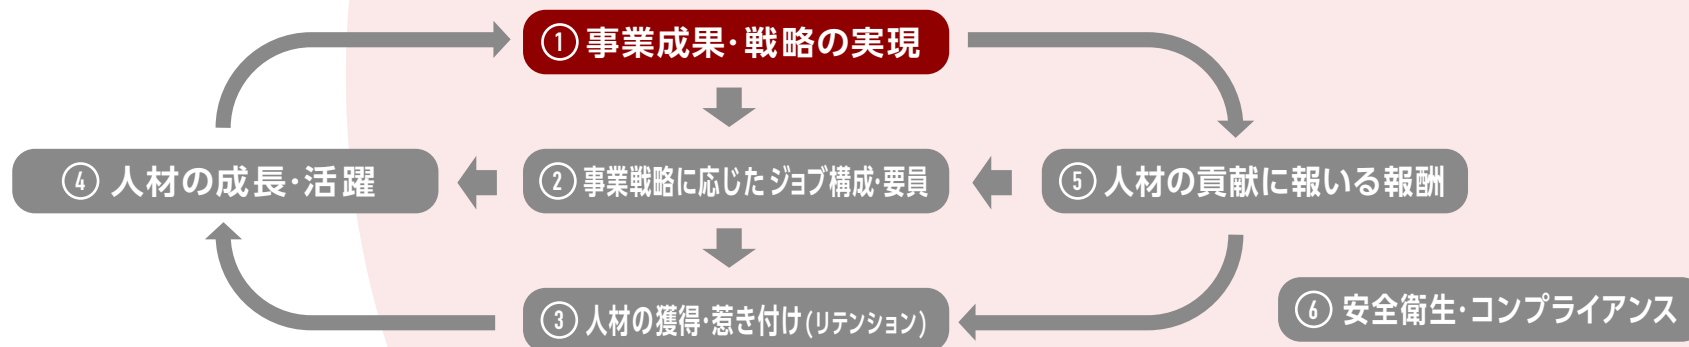 ① 事業成果・戦略の実現
④ 人材の成長・活躍
② 事業戦略に応じた ジョブ構成・要員
⑤ 人材の貢献に報いる報酬
③ 人材の獲得・惹き付け(リテンション)
⑥ 安全衛生・コンプライアンス